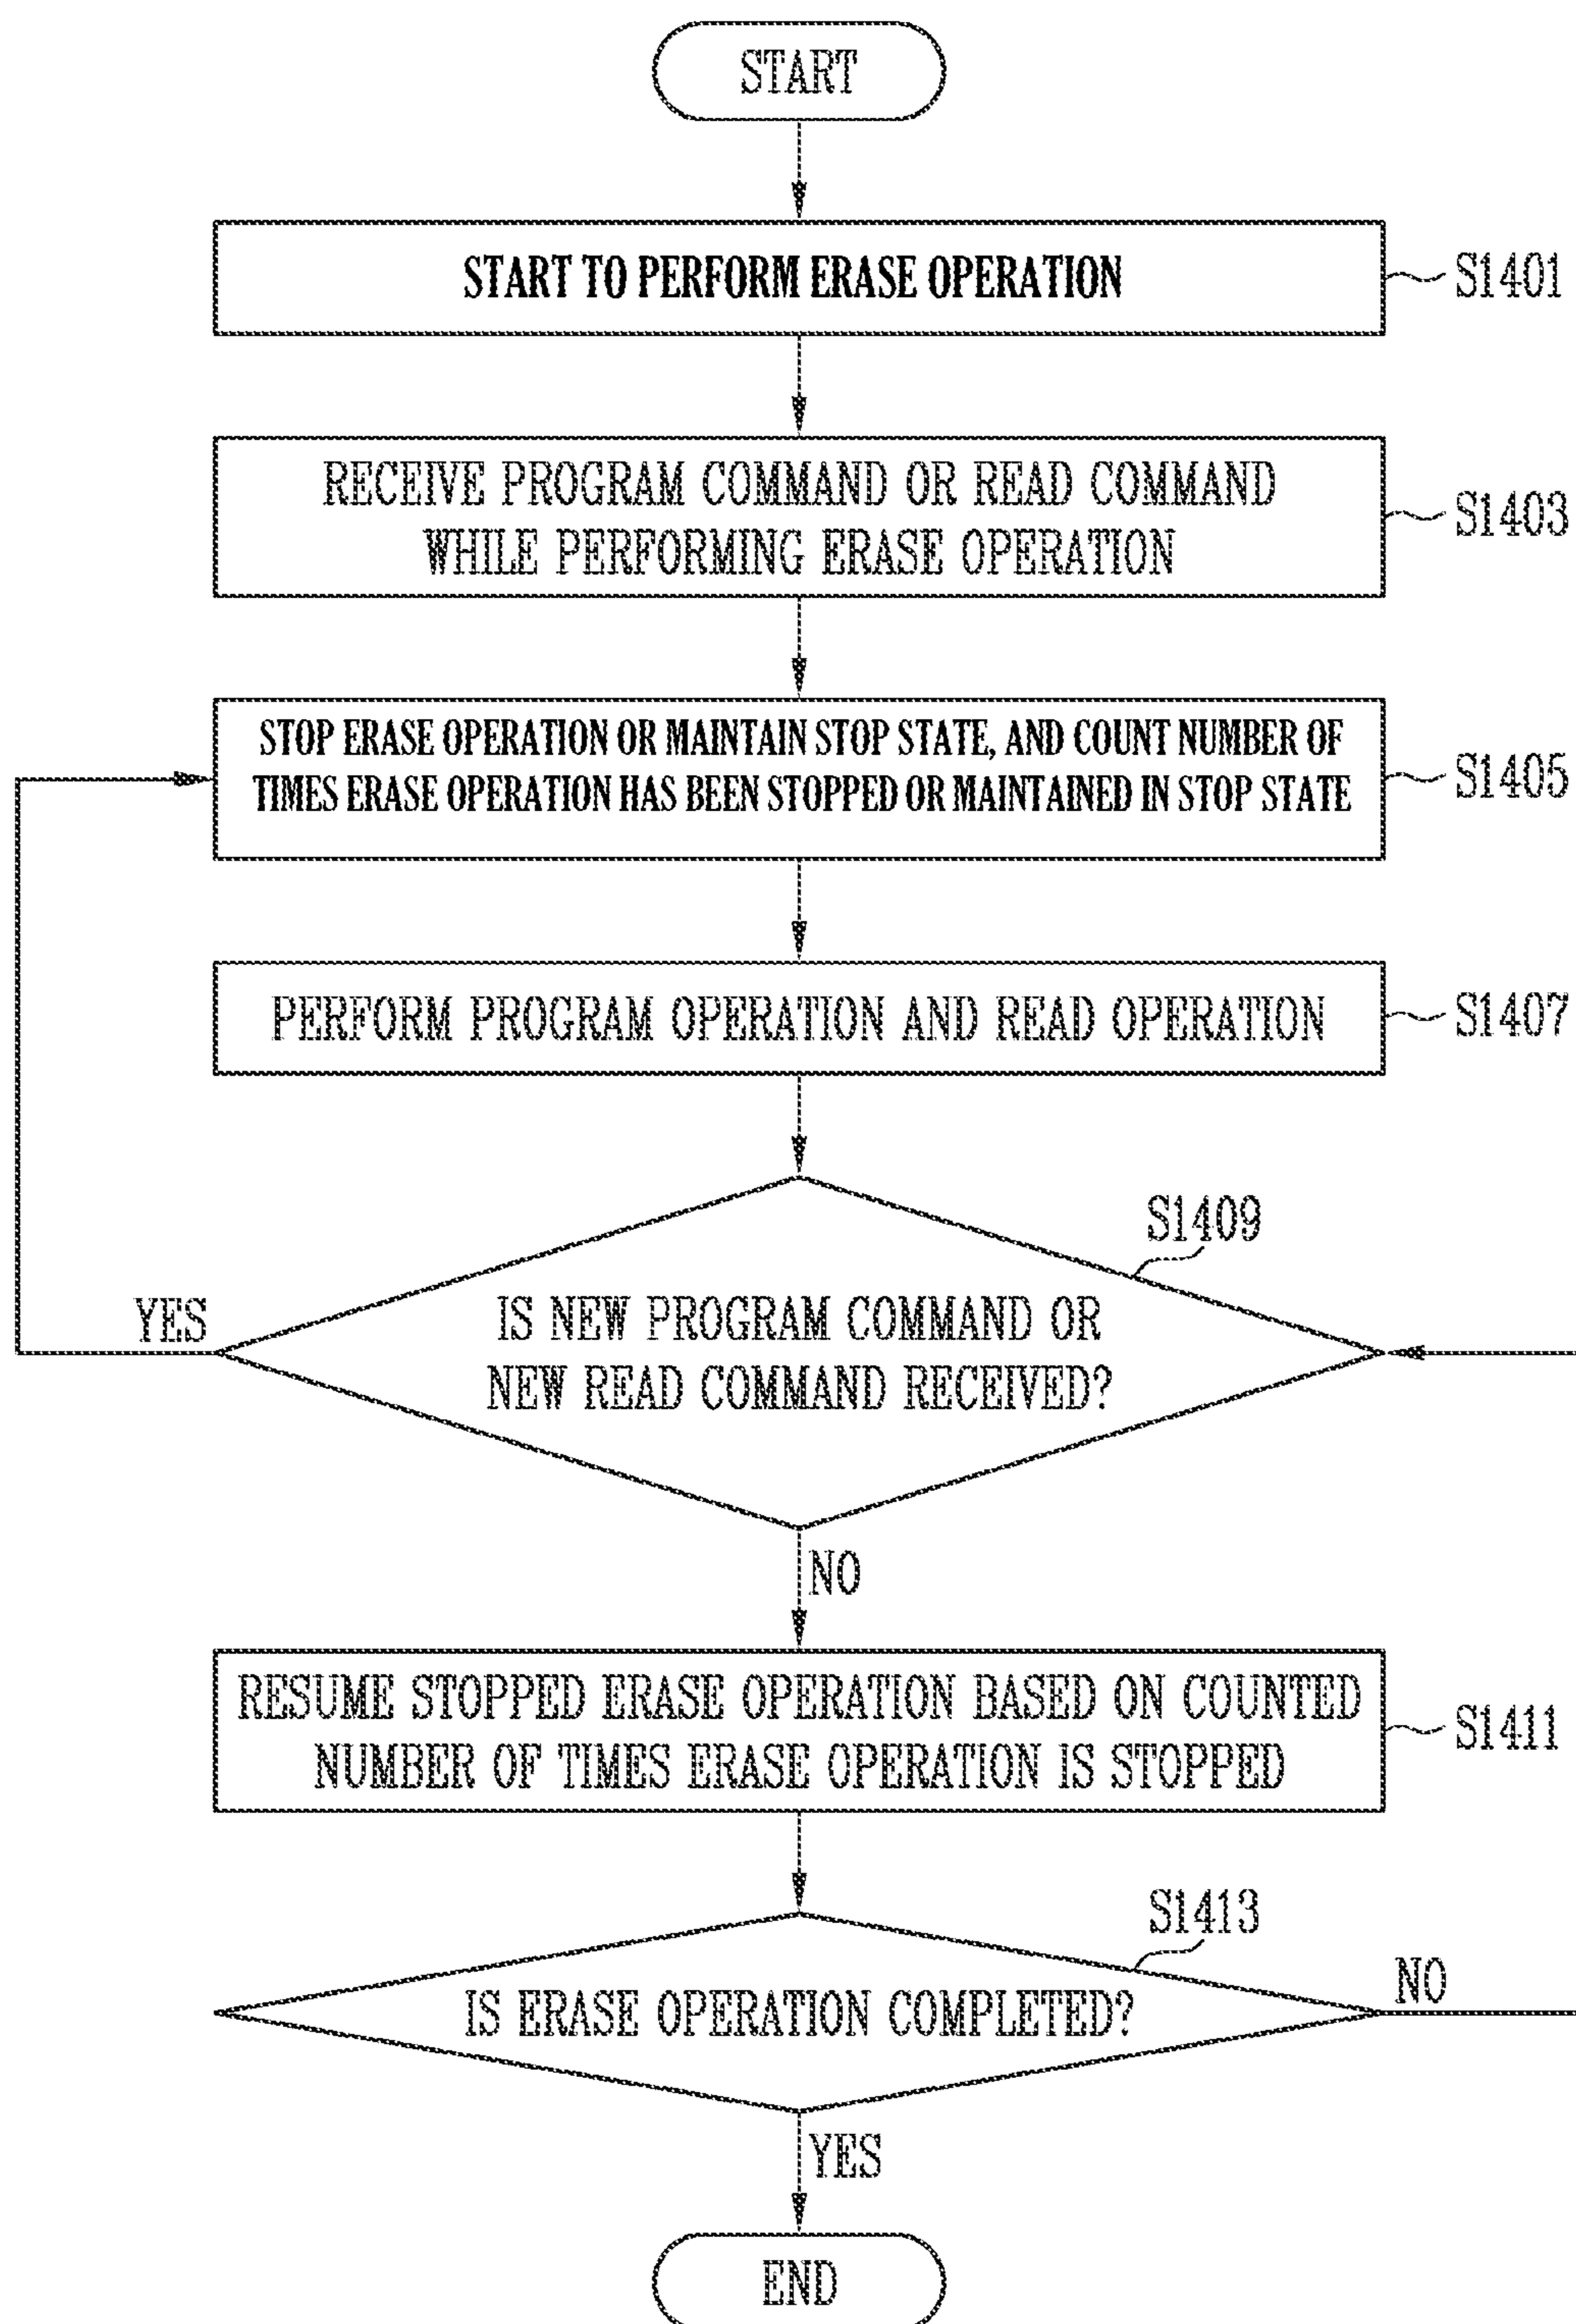 START
START TO PERFORM ERASE OPERATION
S1401
RECEIVE PROGRAM COMMAND OR READ COMMAND
WHILE PERFORMING ERASE OPERATION
S1403
STOP ERASE OPERATION OR MAINTAIN STOP STATE, AND COUNT NUMBER OF
TIMES ERASE OPERATION HAS BEEN STOPPED OR MAINTAINED IN STOP STATE
S1405
PERFORM PROGRAM OPERATION AND READ OPERATION
S1407
S1409
IS NEW PROGRAM COMMAND OR
NEW READ COMMAND RECEIVED?
YES
NO
RESUME STOPPED ERASE OPERATION BASED ON COUNTED
NUMBER OF TIMES ERASE OPERATION IS STOPPED
S1411
S1413
IS ERASE OPERATION COMPLETED?
NO
YES
END